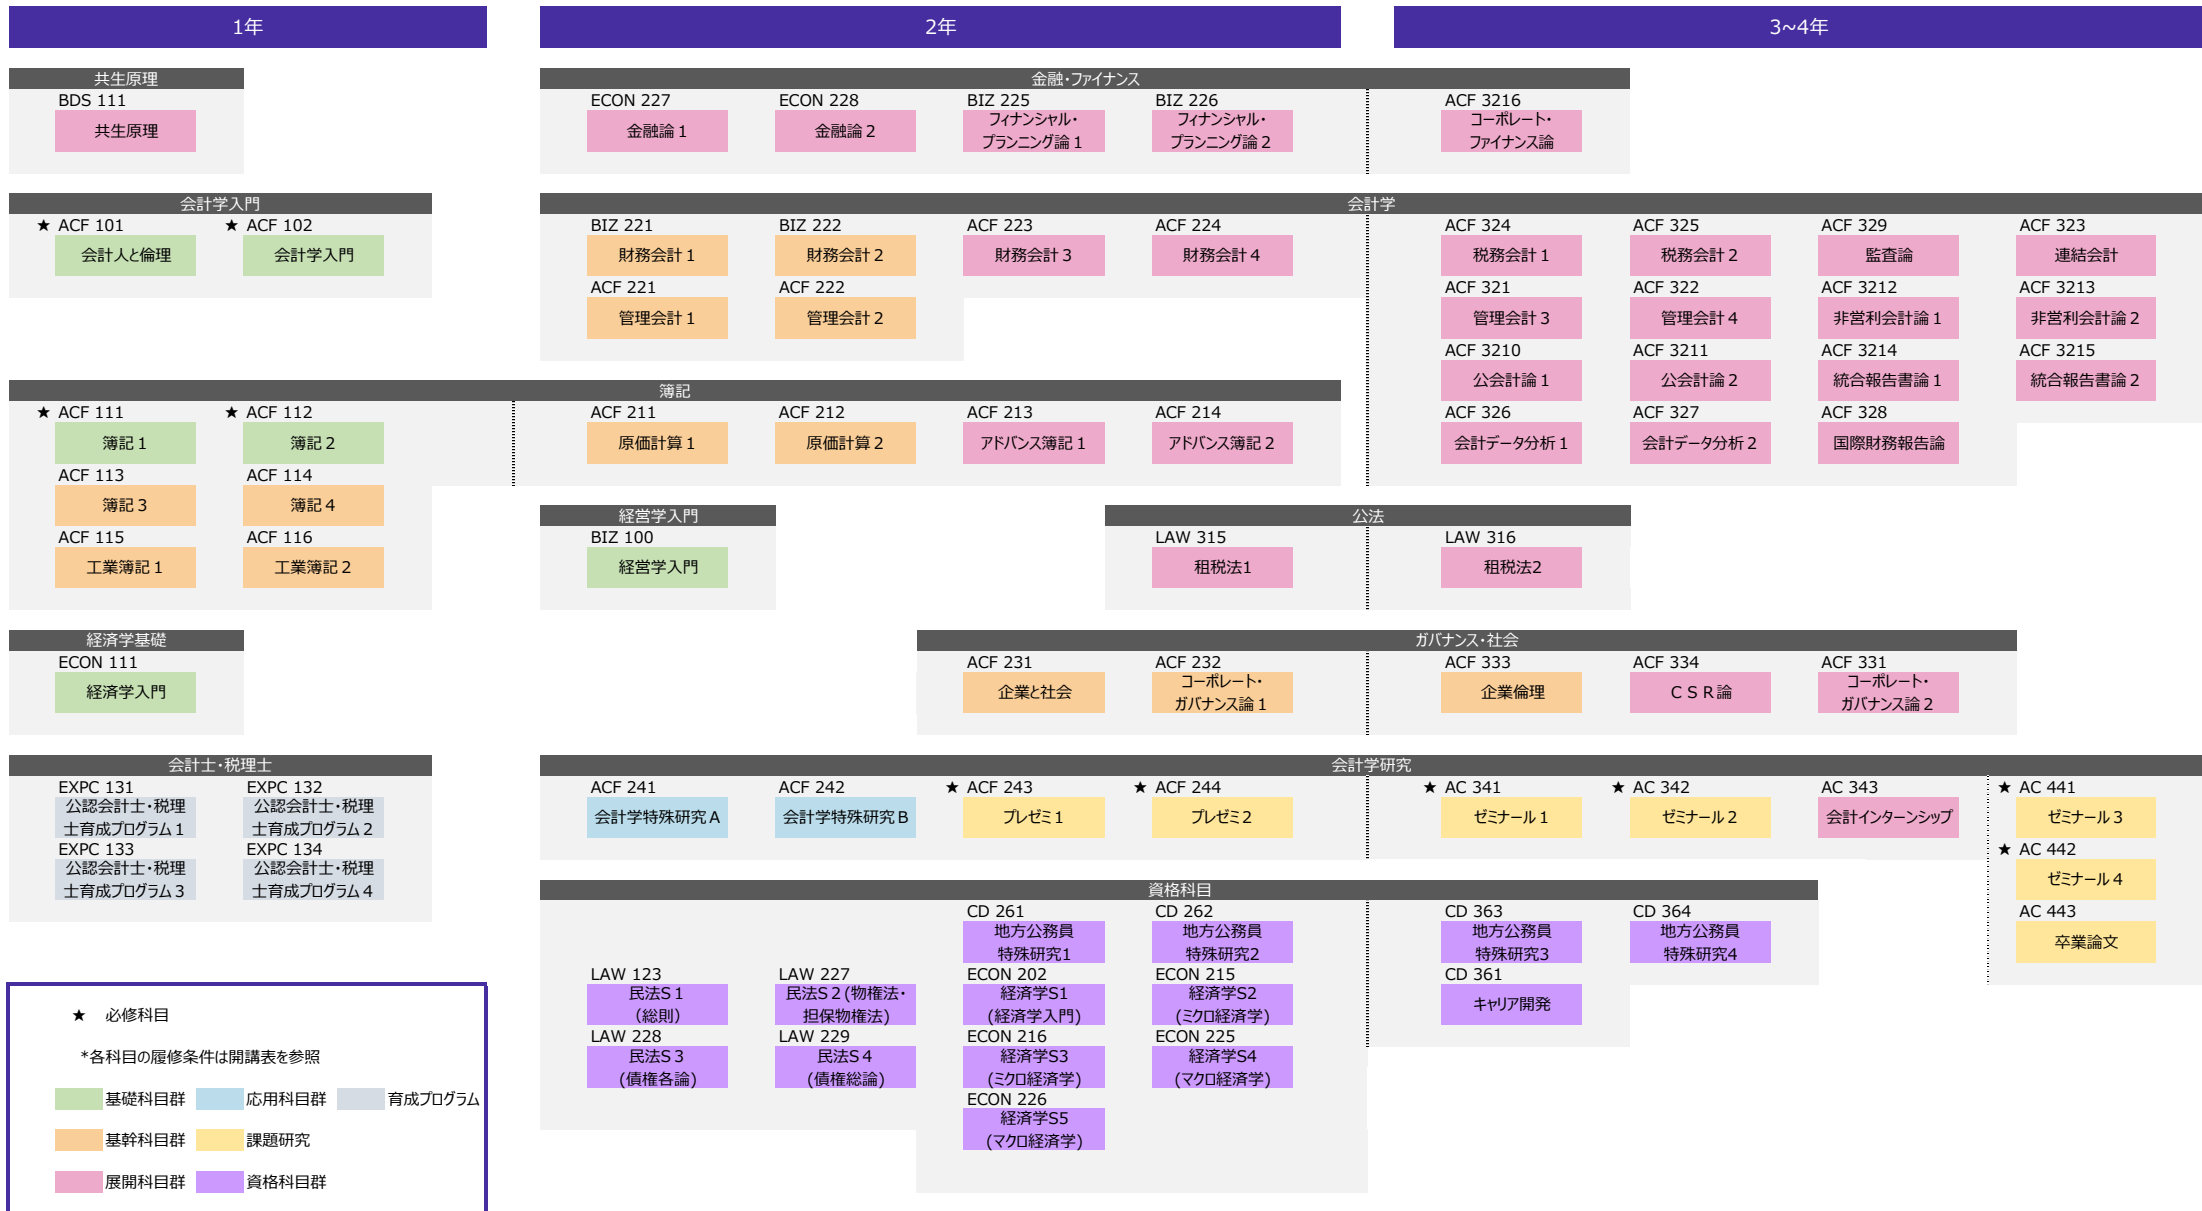 1年
2年
3~4年
共生原理
BDS 111
共生原理
金融・ファイナンス
ECON 227
金融論1
ECON 228
金融論2
BIZ 225
フィナンシャル・
プランニング論1
BIZ 226
フィナンシャル・
プランニング論2
ACF 3216
コーポレート・
ファイナンス論
会計学入門
★ ACF 101
会計人と倫理
★ ACF 102
会計学入門
会計学
BIZ 221
財務会計1
BIZ 222
財務会計2
ACF 223
財務会計3
ACF 224
財務会計4
ACF 324
税務会計1
ACF 325
税務会計2
ACF 329
監査論
ACF 323
連結会計
ACF 221
管理会計1
ACF 222
管理会計2
ACF 321
管理会計3
ACF 322
管理会計4
ACF 3212
非営利会計論1
ACF 3213
非営利会計論2
ACF 3210
公会計論1
ACF 3211
公会計論2
ACF 3214
統合報告書論1
ACF 3215
統合報告書論2
ACF 326
会計データ分析1
ACF 327
会計データ分析2
ACF 328
国際財務報告論
簿記
★ ACF 111
簿記1
★ ACF 112
簿記2
ACF 211
原価計算1
ACF 212
原価計算2
ACF 213
アドバンス簿記1
ACF 214
アドバンス簿記2
ACF 113
簿記3
ACF 114
簿記4
ACF 115
工業簿記1
ACF 116
工業簿記2
経営学入門
BIZ 100
経営学入門
公法
LAW 315
租税法1
LAW 316
租税法2
経済学基礎
ECON 111
経済学入門
ガバナンス・社会
ACF 231
企業と社会
ACF 232
コーポレート・
ガバナンス論1
ACF 333
企業倫理
ACF 334
CSR論
ACF 331
コーポレート・
ガバナンス論2
会計士・税理士
EXPC 131
公認会計士・税理
士育成プログラム1
EXPC 132
公認会計士・税理
士育成プログラム2
EXPC 133
公認会計士・税理
士育成プログラム3
EXPC 134
公認会計士・税理
士育成プログラム4
会計学研究
ACF 241
会計学特殊研究A
ACF 242
会計学特殊研究B
★ ACF 243
プレゼミ1
★ ACF 244
プレゼミ2
★ AC 341
ゼミナール1
★ AC 342
ゼミナール2
AC 343
会計インターンシップ
★ AC 441
ゼミナール3
★ AC 442
ゼミナール4
AC 443
卒業論文
資格科目
CD 261
地方公務員
特殊研究1
CD 262
地方公務員
特殊研究2
CD 363
地方公務員
特殊研究3
CD 364
地方公務員
特殊研究4
LAW 123
民法S1
(総則)
LAW 227
民法S2(物権法・
担保物権法)
ECON 202
経済学S1
(経済学入門)
ECON 215
経済学S2
(ミクロ経済学)
CD 361
キャリア開発
LAW 228
民法S3
(債権各論)
LAW 229
民法S4
(債権総論)
ECON 216
経済学S3
(ミクロ経済学)
ECON 225
経済学S4
(マクロ経済学)
ECON 226
経済学S5
(マクロ経済学)
★ 必修科目
*各科目の履修条件は開講表を参照
基礎科目群
応用科目群
育成プログラム
基幹科目群
課題研究
展開科目群
資格科目群